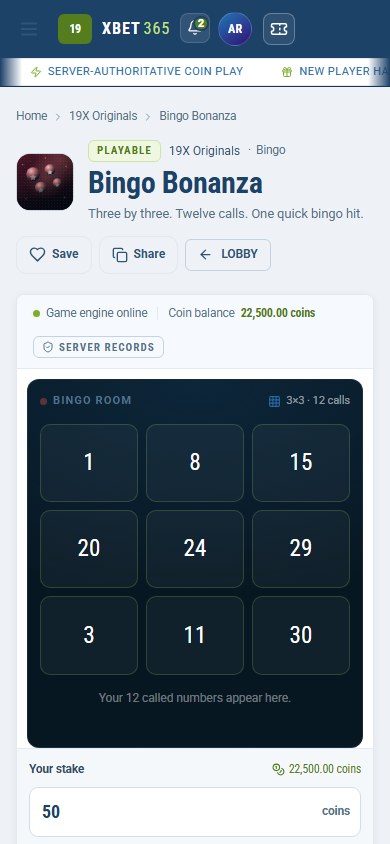 19 XBET 365 2 AR
SERVER-AUTHORITATIVE COIN PLAY NEW PLAYER
Home > 19X Originals > Bingo Bonanza
PLAYABLE 19X Originals · Bingo
Bingo Bonanza
Three by three. Twelve calls. One quick bingo hit.
Save Share LOBBY
Game engine online Coin balance 22,500.00 coins
SERVER RECORDS
BINGO ROOM 3×3 · 12 calls
1 8 15
20 24 29
3 11 30
Your 12 called numbers appear here.
Your stake 22,500.00 coins
50 coins